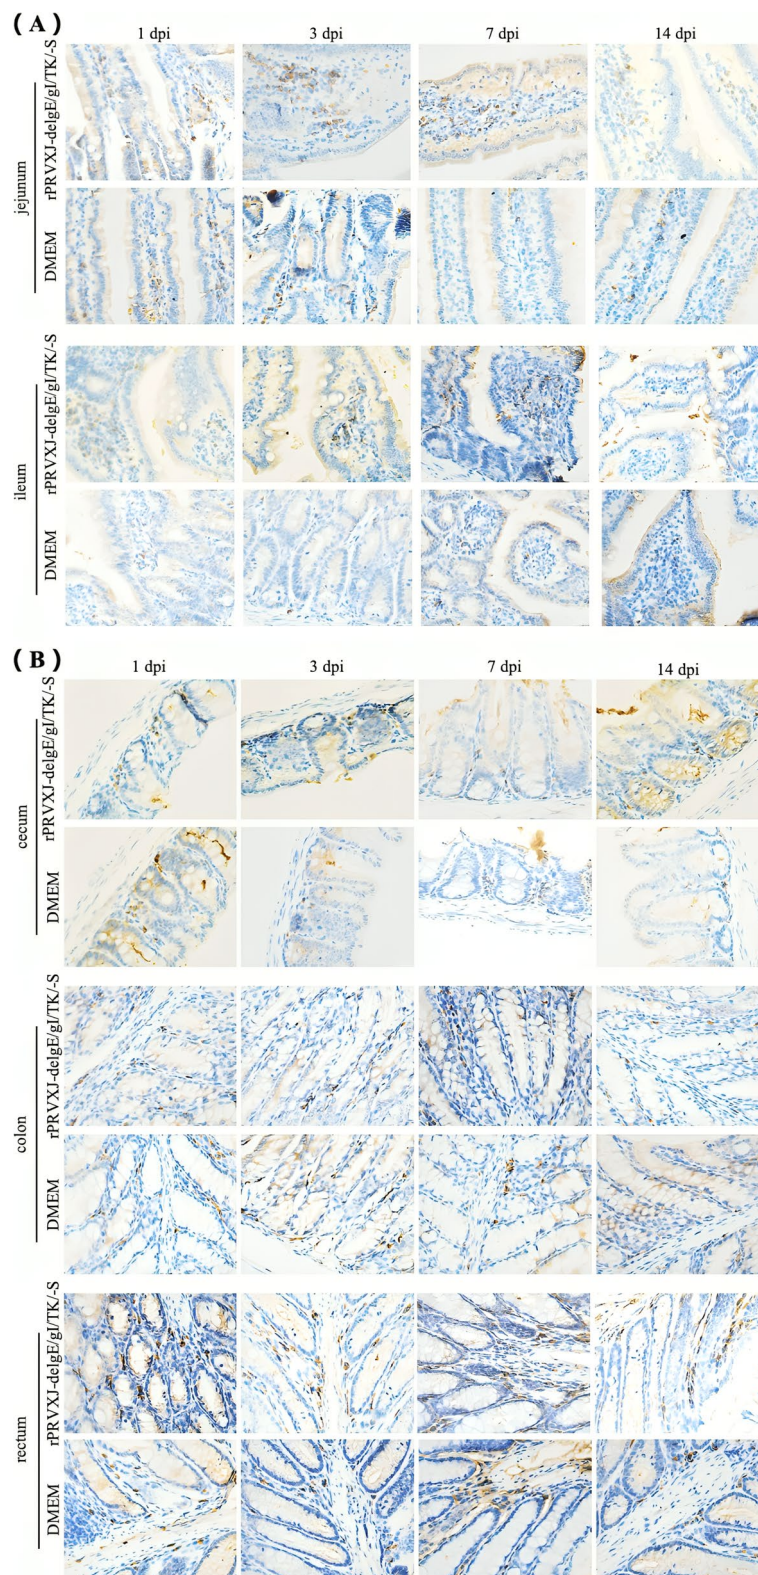 (A)
1 dpi 3 dpi 7 dpi 14 dpi
jejunum
rPRVXJ-delgE/gI/TK/-S
DMEM
ileum
rPRVXJ-delgE/gI/TK/-S
DMEM
(B)
1 dpi 3 dpi 7 dpi 14 dpi
cecum
rPRVXJ-delgE/gI/TK/-S
DMEM
colon
rPRVXJ-delgE/gI/TK/-S
DMEM
rectum
rPRVXJ-delgE/gI/TK/-S
DMEM